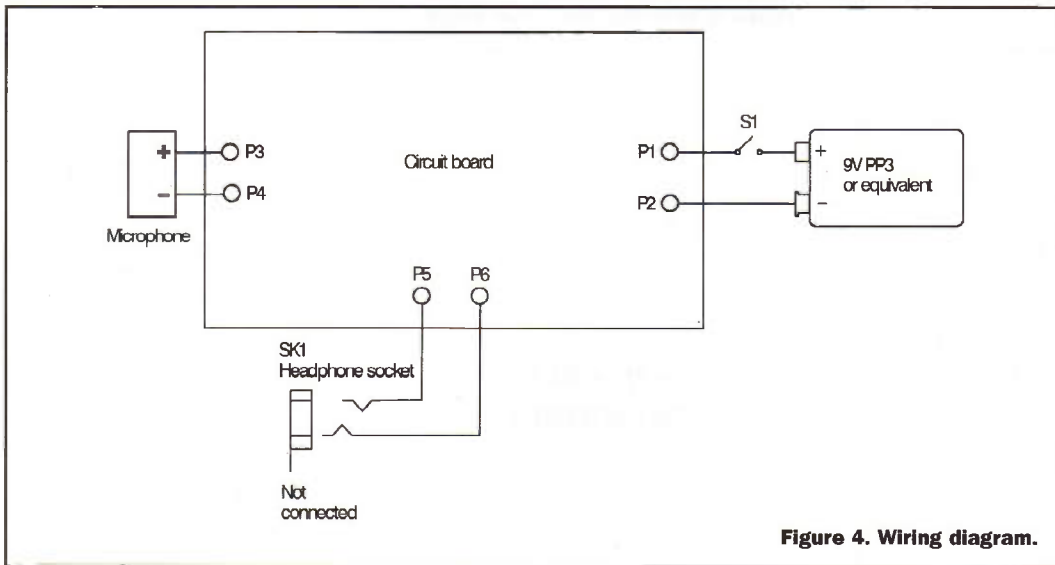 S1
+
P3
Circuit board
P1
+
9V PP3
or equivalent
−
P4
P2
−
Microphone
P5
P6
SK1
Headphone socket
Not
connected
Figure 4. Wiring diagram.